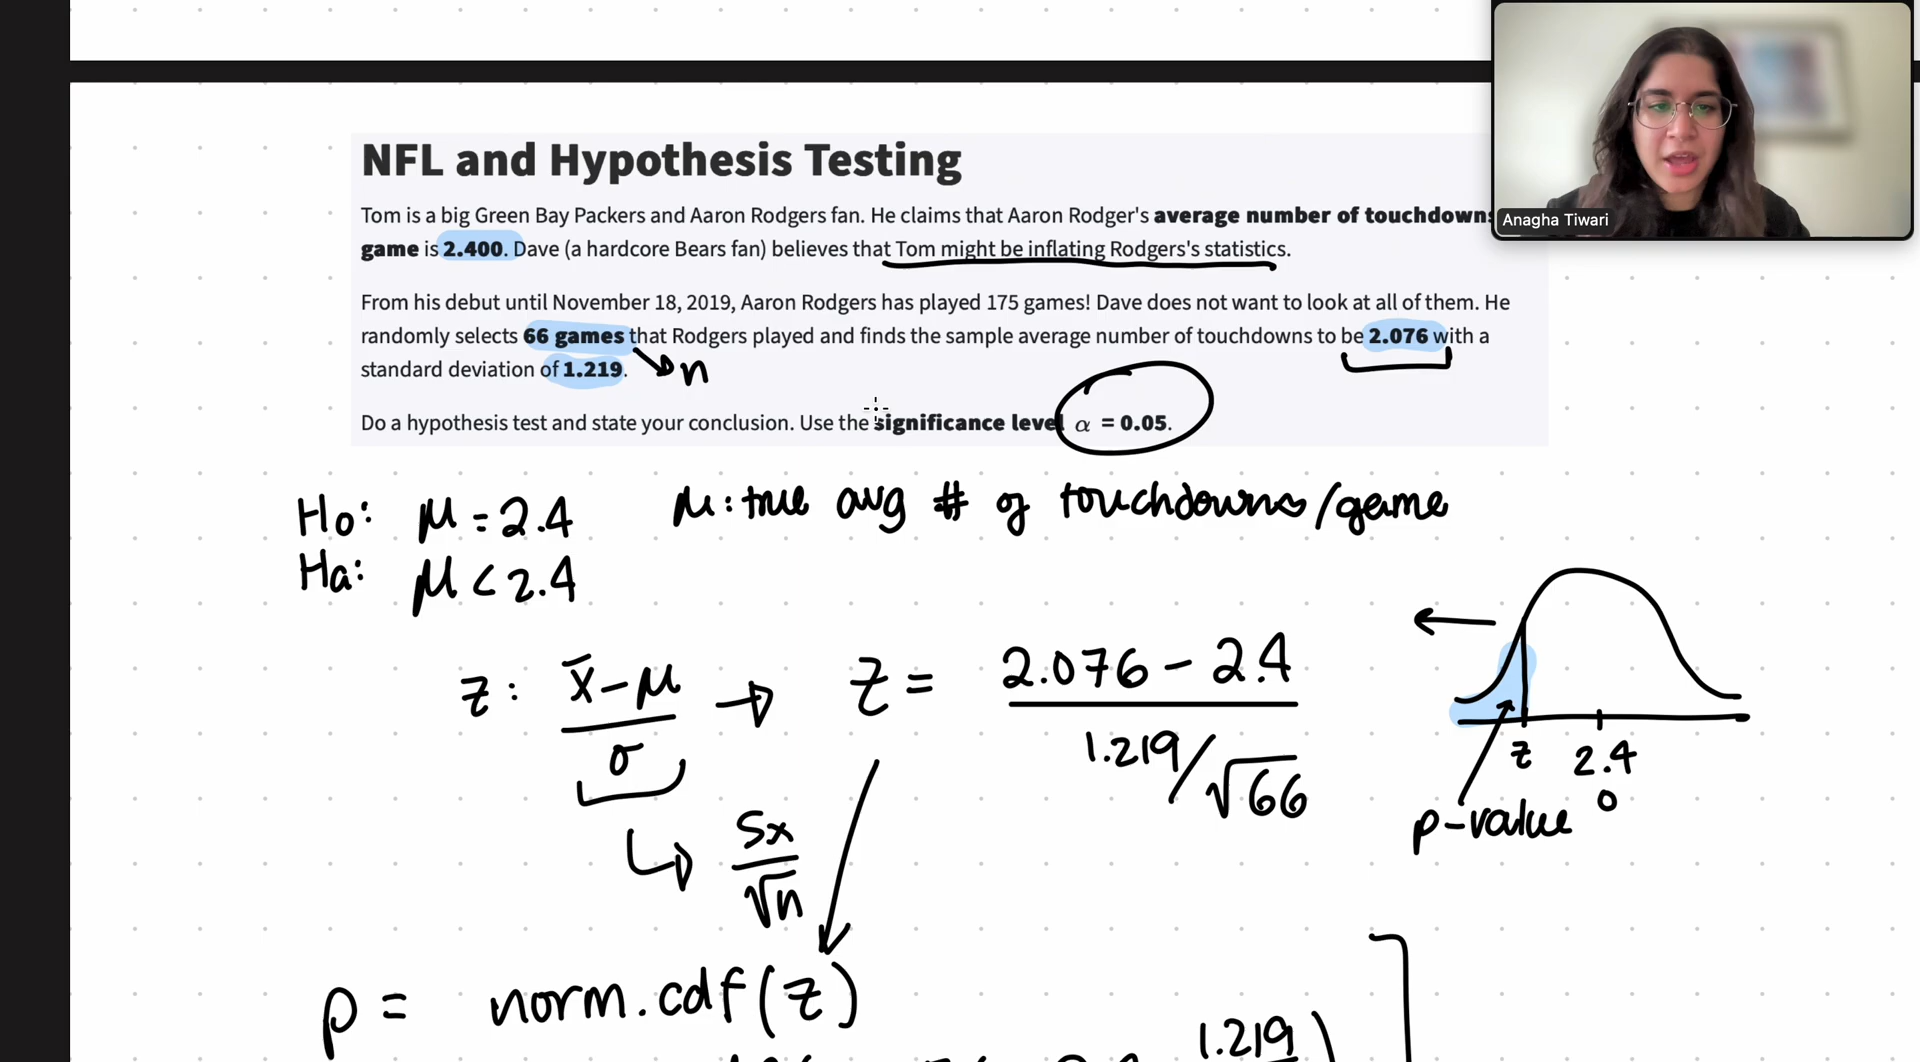 Anagha Tiwari
NFL and Hypothesis Testing
Tom is a big Green Bay Packers and Aaron Rodgers fan. He claims that Aaron Rodger's average number of touchdowns
game is 2.400. Dave (a hardcore Bears fan) believes that Tom might be inflating Rodgers's statistics.
From his debut until November 18, 2019, Aaron Rodgers has played 175 games! Dave does not want to look at all of them. He
randomly selects 66 games that Rodgers played and finds the sample average number of touchdowns to be 2.076 with a
standard deviation of 1.219.
n
Do a hypothesis test and state your conclusion. Use the significance level α = 0.05.
Ho: μ = 2.4
μ: true avg # of touchdowns/game
Ha: μ < 2.4
z: x̄ - μ / σ → z = 2.076 - 2.4 / 1.219/√66
Sx / √n
z 2.4
0
p-value
p = norm.cdf(z)
1.219